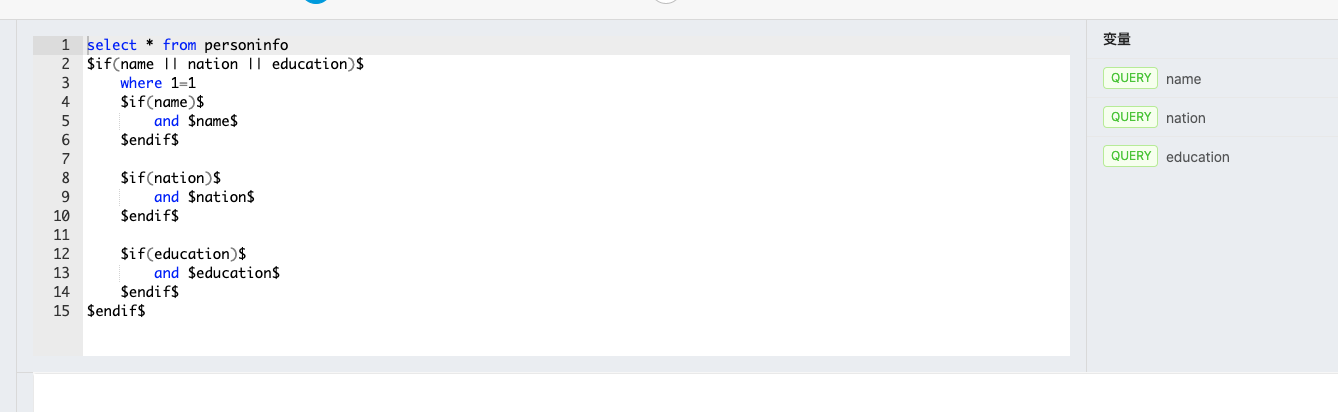 1 select * from personinfo
2 $if(name || nation || education)$
3 where 1=1
4 $if(name)$
5 and $name$
6 $endif$
7
8 $if(nation)$
9 and $nation$
10 $endif$
11
12 $if(education)$
13 and $education$
14 $endif$
15 $endif$
变量
QUERY name
QUERY nation
QUERY education